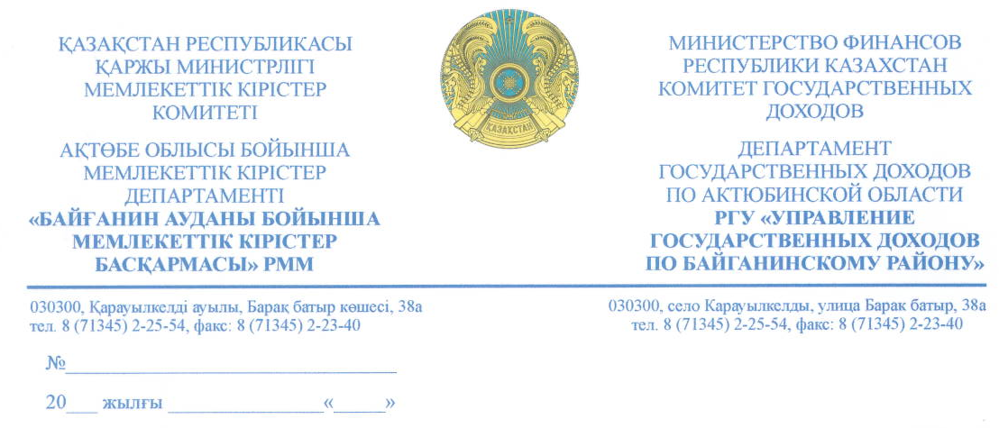 ҚАЗАҚСТАН РЕСПУБЛИКАСЫ
ҚАРЖЫ МИНИСТРЛІГІ
МЕМЛЕКЕТТІК КІРІСТЕР
КОМИТЕТІ
АҚТӨБЕ ОБЛЫСЫ БОЙЫНША
МЕМЛЕКЕТТІК КІРІСТЕР
ДЕПАРТАМЕНТІ
«БАЙҒАНИН АУДАНЫ БОЙЫНША
МЕМЛЕКЕТТІК КІРІСТЕР
БАСҚАРМАСЫ» РММ
ҚАЗАҚСТАН
МИНИСТЕРСТВО ФИНАНСОВ
РЕСПУБЛИКИ КАЗАХСТАН
КОМИТЕТ ГОСУДАРСТВЕННЫХ
ДОХОДОВ
ДЕПАРТАМЕНТ
ГОСУДАРСТВЕННЫХ ДОХОДОВ
ПО АКТЮБИНСКОЙ ОБЛАСТИ
РГУ «УПРАВЛЕНИЕ
ГОСУДАРСТВЕННЫХ ДОХОДОВ
ПО БАЙГАНИНСКОМУ РАЙОНУ»
030300, Қарауылкелді ауылы, Барақ батыр көшесі, 38а
тел. 8 (71345) 2-25-54, факс: 8 (71345) 2-23-40
030300, село Карауылкелды, улица Барак батыр, 38а
тел. 8 (71345) 2-25-54, факс: 8 (71345) 2-23-40
№_________________________________
20___ жылғы _______________«_____»